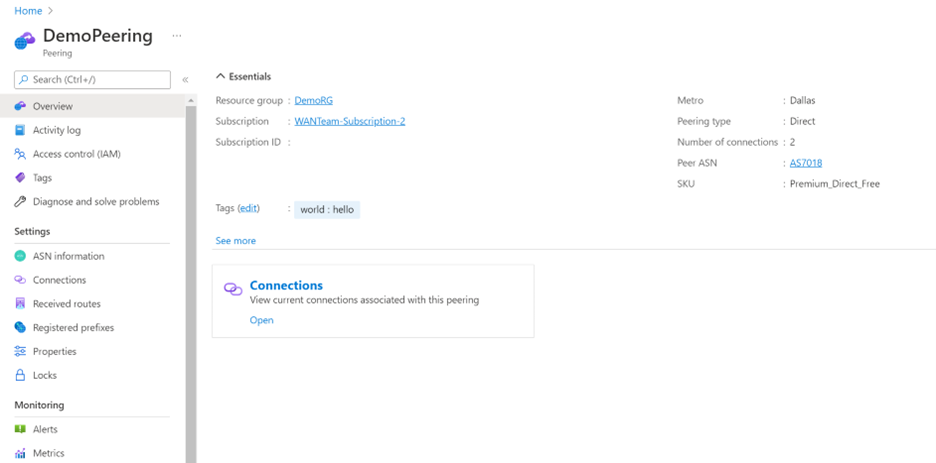 Home >
DemoPeering ...
Peering
Search (Ctrl+/) «
Overview
Activity log
Access control (IAM)
Tags
Diagnose and solve problems
Settings
ASN information
Connections
Received routes
Registered prefixes
Properties
Locks
Monitoring
Alerts
Metrics
Essentials
Resource group : DemoRG
Subscription : WANTeam-Subscription-2
Subscription ID :
Metro : Dallas
Peering type : Direct
Number of connections : 2
Peer ASN : AS7018
SKU : Premium_Direct_Free
Tags (edit) : world : hello
See more
Connections
View current connections associated with this peering
Open